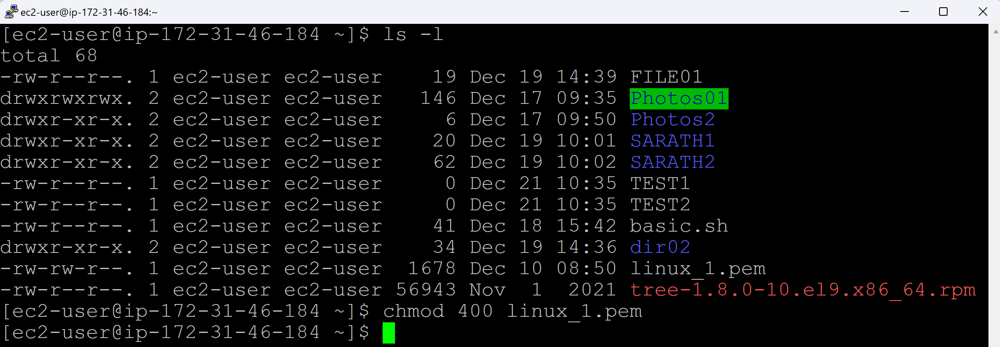 ec2-user@ip-172-31-46-184:~
[ec2-user@ip-172-31-46-184 ~]$ ls -l
total 68
-rw-r--r--. 1 ec2-user ec2-user    19 Dec 19 14:39 FILE01
drwxrwxrwx. 2 ec2-user ec2-user   146 Dec 17 09:35 Photos01
drwxr-xr-x. 2 ec2-user ec2-user     6 Dec 17 09:50 Photos2
drwxr-xr-x. 2 ec2-user ec2-user    20 Dec 19 10:01 SARATH1
drwxr-xr-x. 2 ec2-user ec2-user    62 Dec 19 10:02 SARATH2
-rw-r--r--. 1 ec2-user ec2-user     0 Dec 21 10:35 TEST1
-rw-r--r--. 1 ec2-user ec2-user     0 Dec 21 10:35 TEST2
-rw-r--r--. 1 ec2-user ec2-user    41 Dec 18 15:42 basic.sh
drwxr-xr-x. 2 ec2-user ec2-user    34 Dec 19 14:36 dir02
-rw-rw-r--. 1 ec2-user ec2-user  1678 Dec 10 08:50 linux_1.pem
-rw-r--r--. 1 ec2-user ec2-user 56943 Nov  1  2021 tree-1.8.0-10.el9.x86_64.rpm
[ec2-user@ip-172-31-46-184 ~]$ chmod 400 linux_1.pem
[ec2-user@ip-172-31-46-184 ~]$